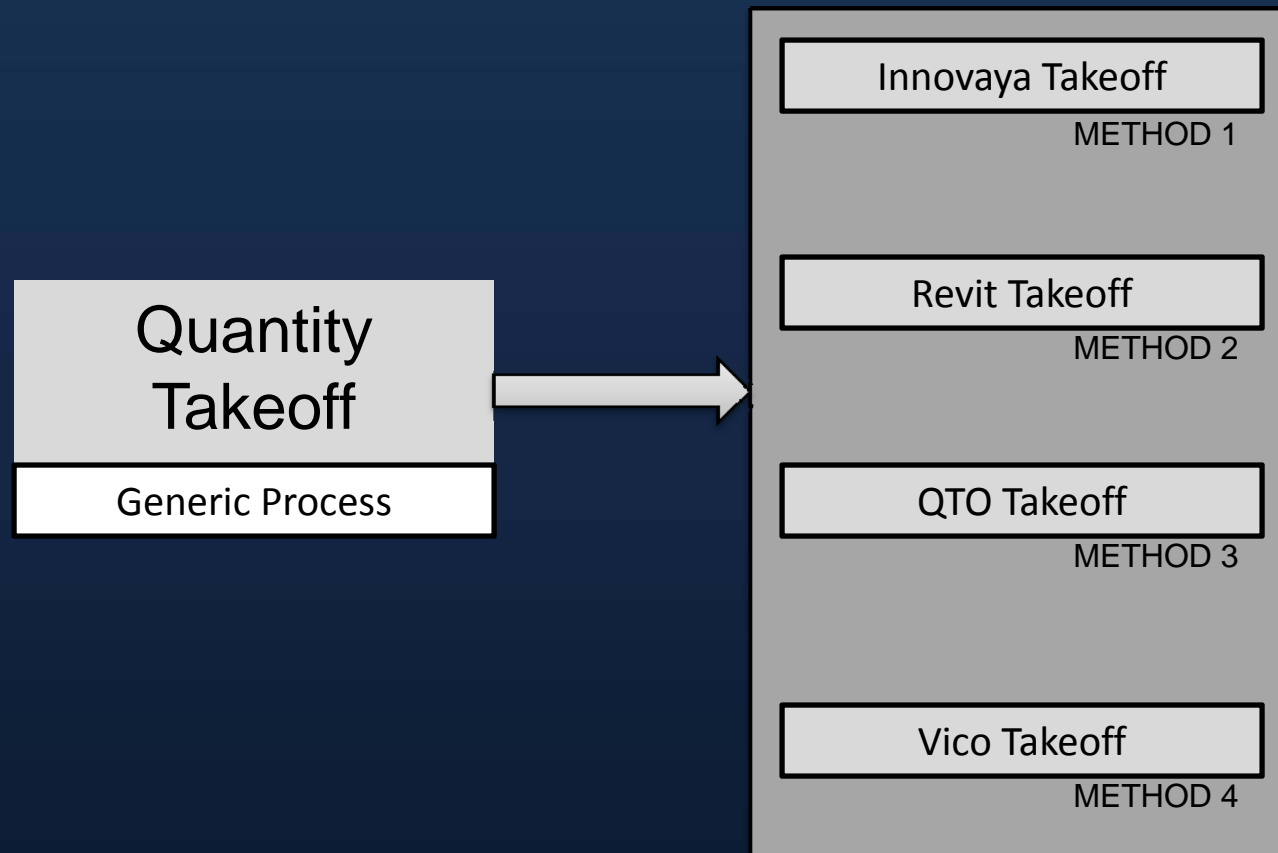 Quantity
Takeoff
Generic Process
Innovaya Takeoff
METHOD 1
Revit Takeoff
METHOD 2
QTO Takeoff
METHOD 3
Vico Takeoff
METHOD 4